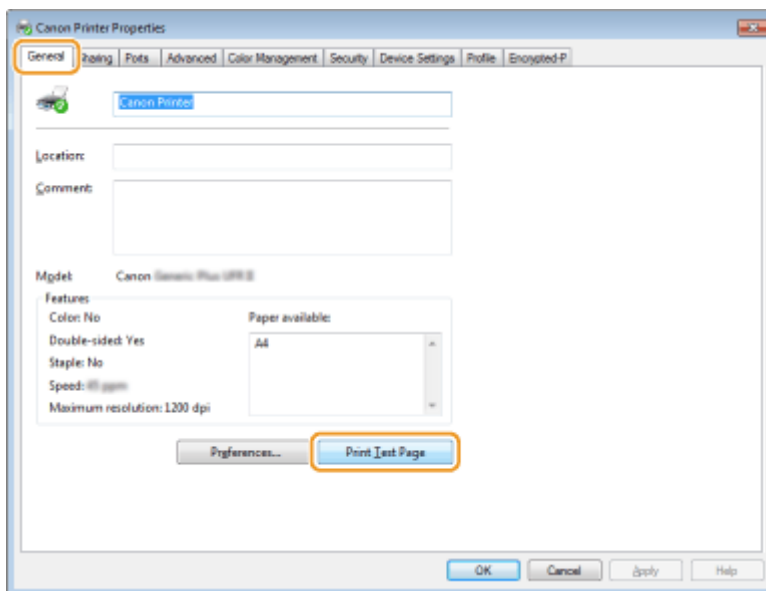 Canon Printer Properties
General Sharing Ports Advanced Color Management Security Device Settings Profile Encrypted-P
Canon Printer
Location:
Comment:
Model: Canon
Features
Color: No
Paper available:
Double-sided: Yes
A4
Staple: No
Speed:
Maximum resolution: 1200 dpi
Preferences... Print Test Page
OK Cancel Apply Help